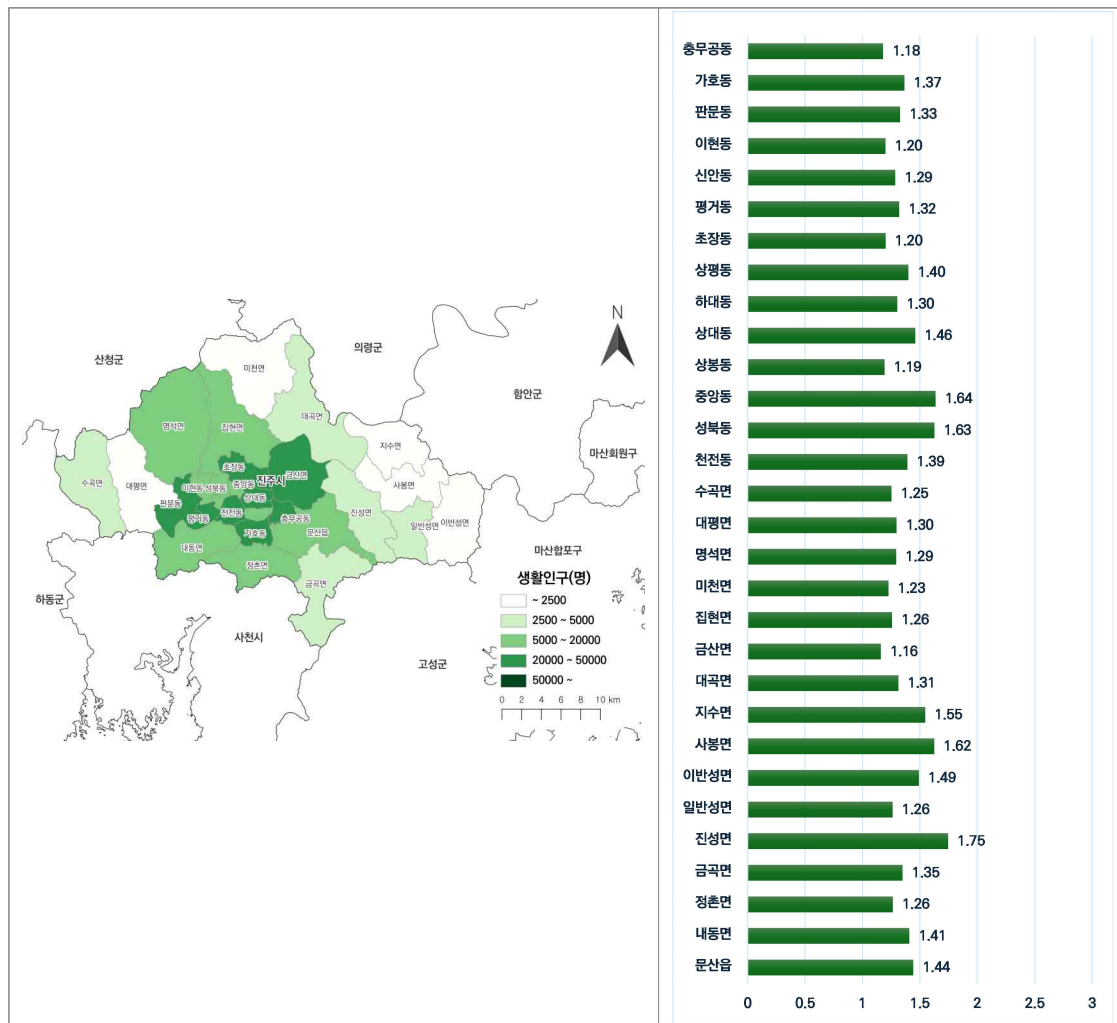 산청군
의령군
함안군
마산회원구
마산합포구
고성군
사천시
하동군
N
미천면
대곡면
지수면
명석면
집현면
초장동
진주시
금산면
사봉면
수곡면
대평면
이현동
성북동
중앙동
상대동
판문동
평거동
천전동
충무공동
가호동
문산읍
진성면
일반성면
이반성면
내동면
정촌면
금곡면
생활인구(명)
~ 2500
2500 ~ 5000
5000 ~ 20000
20000 ~ 50000
50000 ~
0 2 4 6 8 10 km
충무공동 1.18
가호동 1.37
판문동 1.33
이현동 1.20
신안동 1.29
평거동 1.32
초장동 1.20
상평동 1.40
하대동 1.30
상대동 1.46
상봉동 1.19
중앙동 1.64
성북동 1.63
천전동 1.39
수곡면 1.25
대평면 1.30
명석면 1.29
미천면 1.23
집현면 1.26
금산면 1.16
대곡면 1.31
지수면 1.55
사봉면 1.62
이반성면 1.49
일반성면 1.26
진성면 1.75
금곡면 1.35
정촌면 1.26
내동면 1.41
문산읍 1.44
0 0.5 1 1.5 2 2.5 3